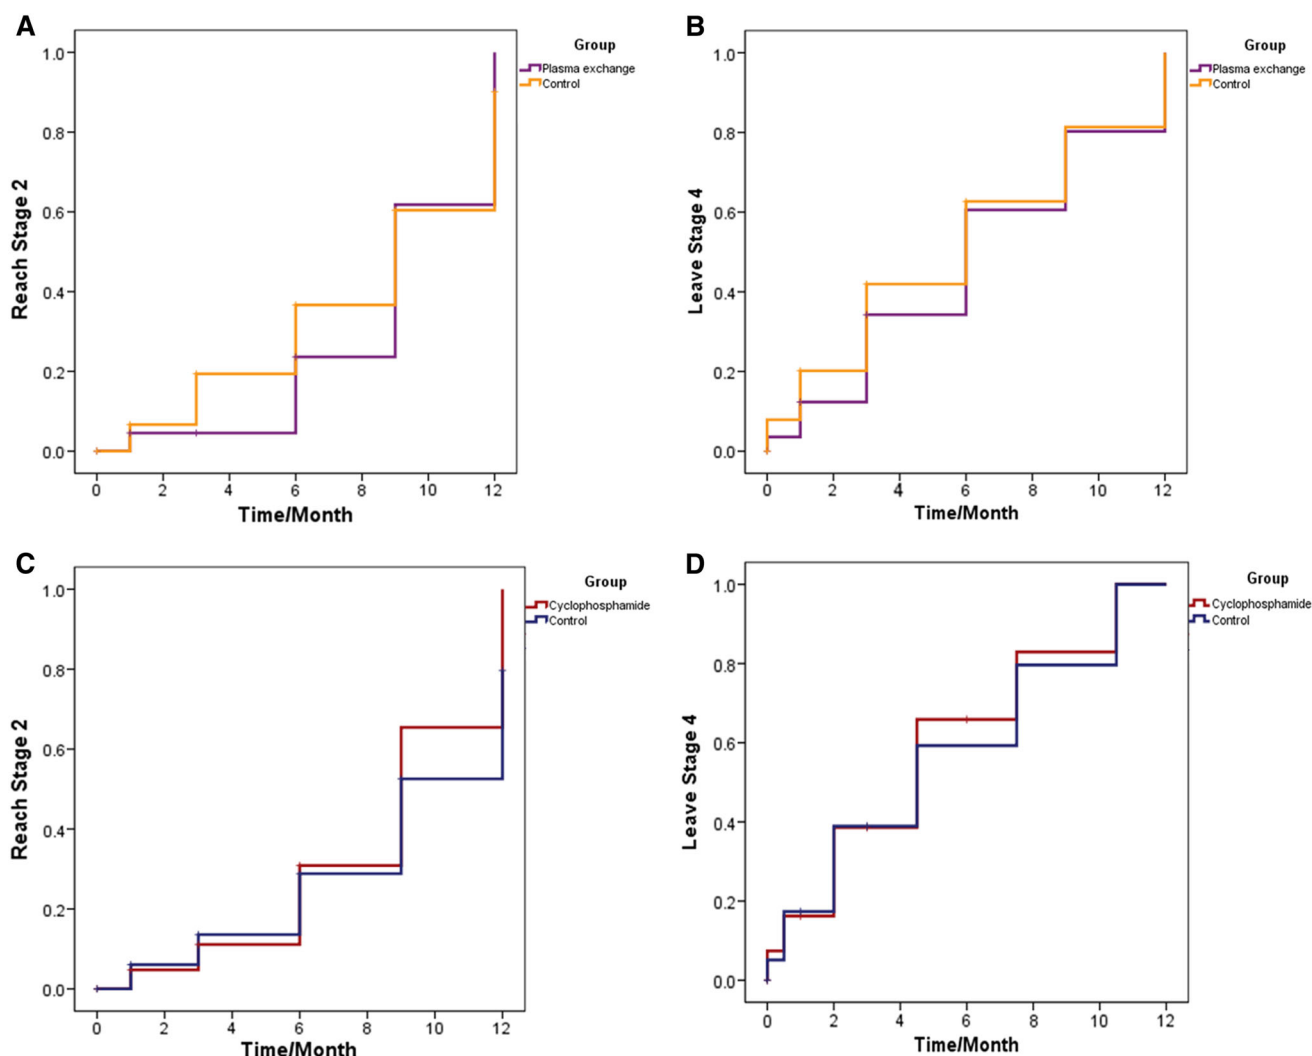 A
Reach Stage 2
1.0
0.8
0.6
0.4
0.2
0.0
0 2 4 6 8 10 12
Time/Month
Group
Plasma exchange
Control
B
Leave Stage 4
1.0
0.8
0.6
0.4
0.2
0.0
0 2 4 6 8 10 12
Time/Month
Group
Plasma exchange
Control
C
Reach Stage 2
1.0
0.8
0.6
0.4
0.2
0.0
0 2 4 6 8 10 12
Time/Month
Group
Cyclophosphamide
Control
D
Leave Stage 4
1.0
0.8
0.6
0.4
0.2
0.0
0 2 4 6 8 10 12
Time/Month
Group
Cyclophosphamide
Control